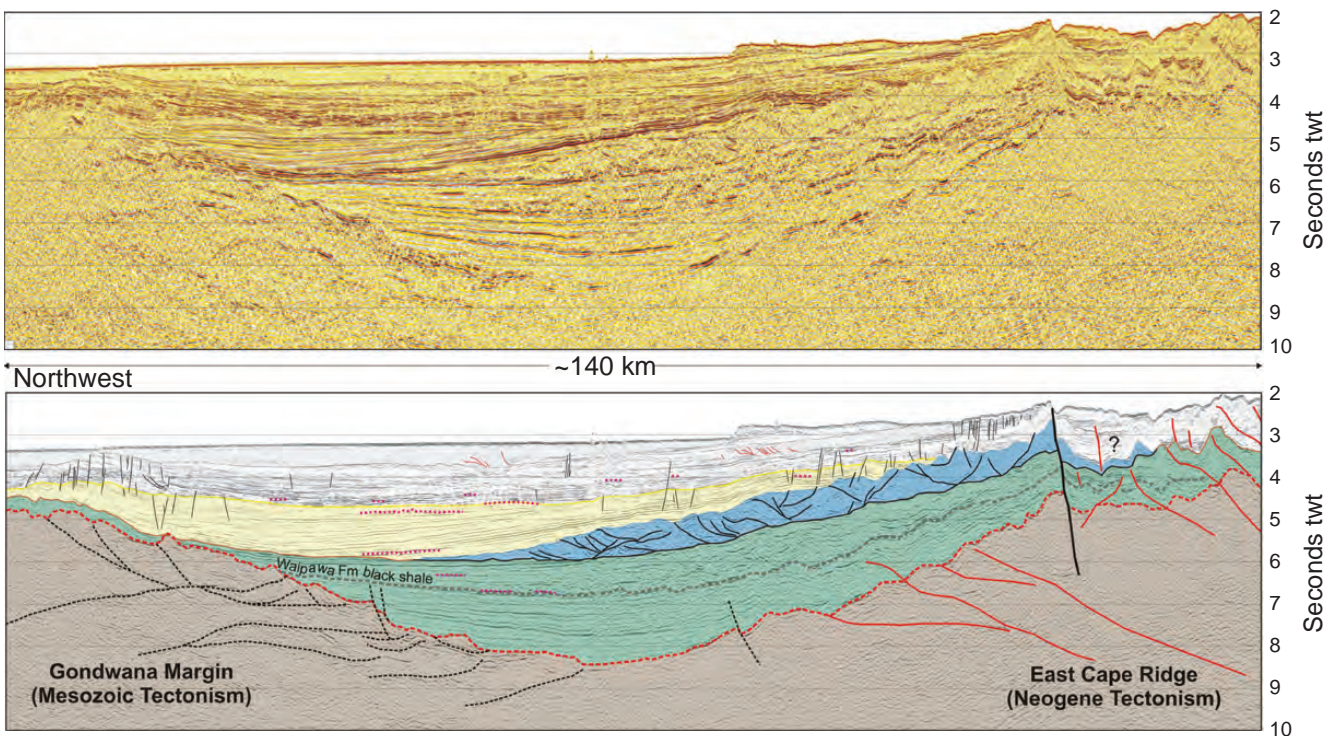 2
3
4
5
6
7
8
9
10
Seconds twt
~140 km
Northwest
2
3
4
5
6
7
8
9
10
Seconds twt
?
Waipawa Fm black shale
Gondwana Margin
(Mesozoic Tectonism)
East Cape Ridge
(Neogene Tectonism)